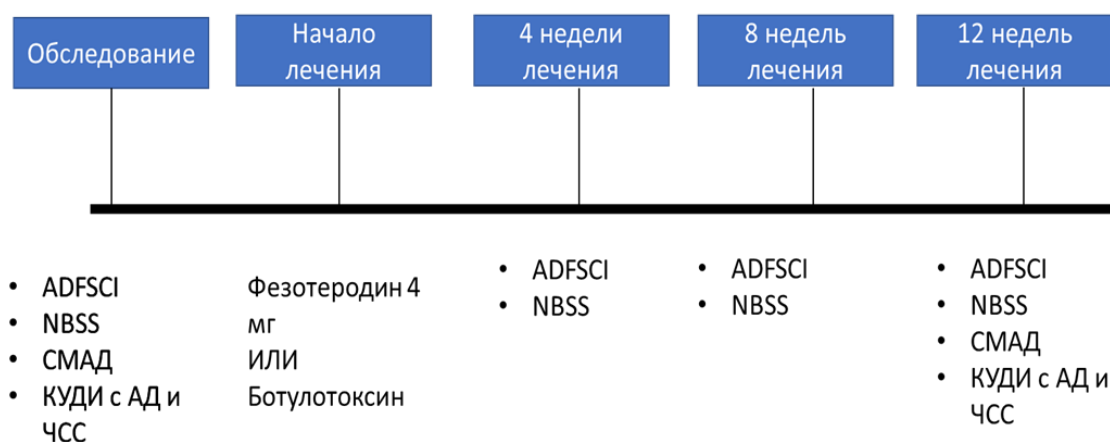 Обследование
Начало
лечения
4 недели
лечения
8 недель
лечения
12 недель
лечения
• ADFSCI
• NBSS
• СМАД
• КУДИ с АД и
ЧСС
Фезотеродин 4
мг
ИЛИ
Ботулотоксин
• ADFSCI
• NBSS
• ADFSCI
• NBSS
• ADFSCI
• NBSS
• СМАД
• КУДИ с АД и
ЧСС